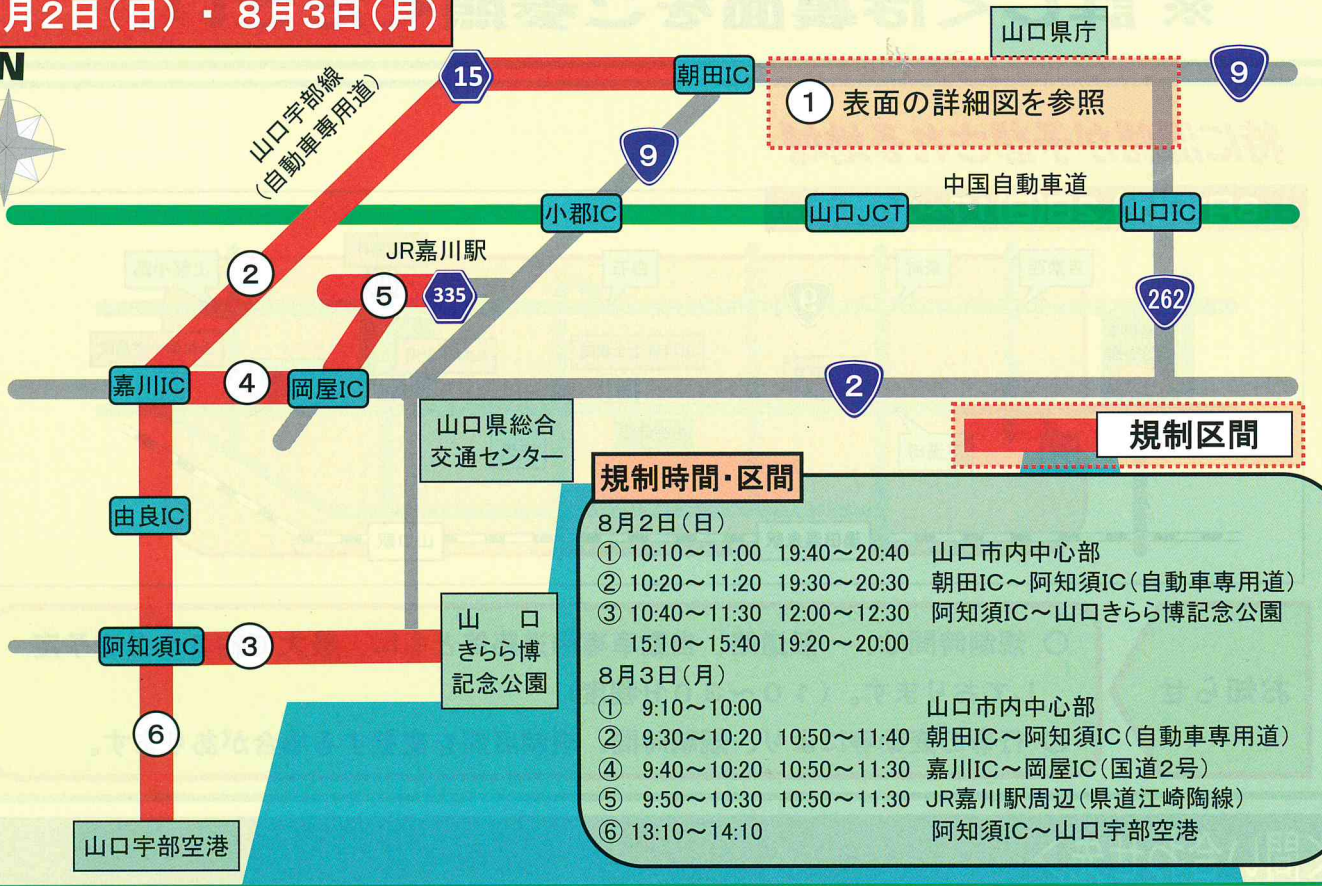 月2日(日)・8月3日(月)
N
山口県庁
15
朝田IC
9
① 表面の詳細図を参照
山口宇部線
(自動車専用道)
9
中国自動車道
小郡IC
山口JCT
山口IC
JR嘉川駅
②
⑤
335
262
嘉川IC
④
岡屋IC
2
山口県総合
交通センター
規制区間
由良IC
阿知須IC
③
山 口
きらら博
記念公園
⑥
山口宇部空港
規制時間・区間
8月2日(日)
① 10:10~11:00 19:40~20:40 山口市内中心部
② 10:20~11:20 19:30~20:30 朝田IC~阿知須IC(自動車専用道)
③ 10:40~11:30 12:00~12:30 阿知須IC~山口きらら博記念公園
15:10~15:40 19:20~20:00
8月3日(月)
① 9:10~10:00 山口市内中心部
② 9:30~10:20 10:50~11:40 朝田IC~阿知須IC(自動車専用道)
④ 9:40~10:20 10:50~11:30 嘉川IC~岡屋IC(国道2号)
⑤ 9:50~10:30 10:50~11:30 JR嘉川駅周辺(県道江崎陶線)
⑥ 13:10~14:10 阿知須IC~山口宇部空港